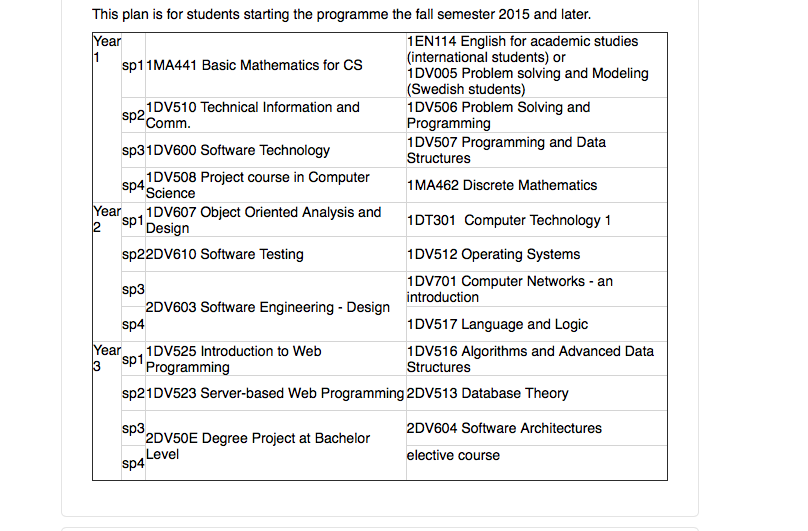 This plan is for students starting the programme the fall semester 2015 and later.
Year
1
sp1 1MA441 Basic Mathematics for CS
1EN114 English for academic studies
(international students) or
1DV005 Problem solving and Modeling
(Swedish students)
sp2
1DV510 Technical Information and
Comm.
1DV506 Problem Solving and
Programming
sp3 1DV600 Software Technology
1DV507 Programming and Data
Structures
sp4
1DV508 Project course in Computer
Science
1MA462 Discrete Mathematics
Year
2
sp1
1DV607 Object Oriented Analysis and
Design
1DT301 Computer Technology 1
sp2 2DV610 Software Testing
1DV512 Operating Systems
sp3
2DV603 Software Engineering - Design
1DV701 Computer Networks - an
introduction
sp4
1DV517 Language and Logic
Year
3
sp1
1DV525 Introduction to Web
Programming
1DV516 Algorithms and Advanced Data
Structures
sp2 1DV523 Server-based Web Programming
2DV513 Database Theory
sp3
2DV50E Degree Project at Bachelor
Level
2DV604 Software Architectures
sp4
elective course